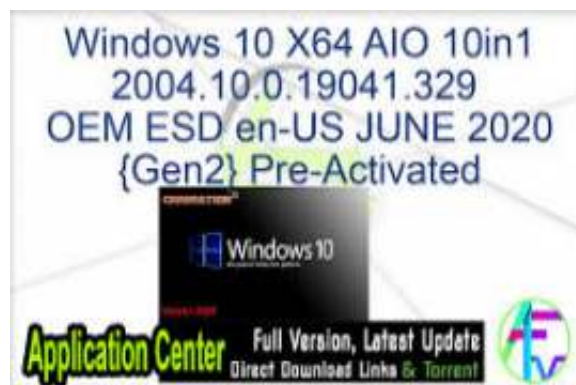 Windows 10 X64 AIO 10in1
2004.10.0.19041.329
OEM ESD en-US JUNE 2020
{Gen2} Pre-Activated
Windows 10
Application Center
Full Version, Latest Update
Direct Download Links & Torrent